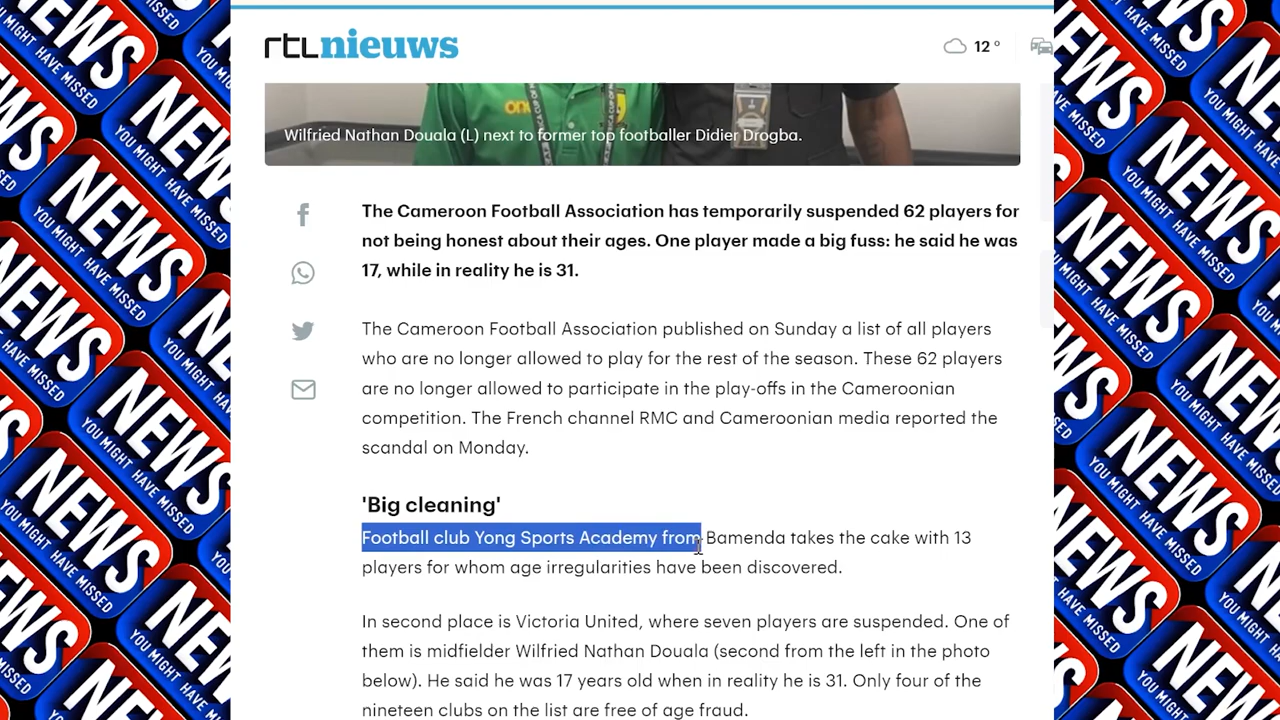 rtlnieuws
12 °
one
Wilfried Nathan Douala (L) next to former top footballer Didier Drogba.
The Cameroon Football Association has temporarily suspended 62 players for
not being honest about their ages. One player made a big fuss: he said he was
17, while in reality he is 31.
The Cameroon Football Association published on Sunday a list of all players
who are no longer allowed to play for the rest of the season. These 62 players
are no longer allowed to participate in the play-offs in the Cameroonian
competition. The French channel RMC and Cameroonian media reported the
scandal on Monday.
'Big cleaning'
Football club Yong Sports Academy from Bamenda takes the cake with 13
players for whom age irregularities have been discovered.
In second place is Victoria United, where seven players are suspended. One of
them is midfielder Wilfried Nathan Douala (second from the left in the photo
below). He said he was 17 years old when in reality he is 31. Only four of the
nineteen clubs on the list are free of age fraud.
NEWS
YOU MIGHT HAVE MISSED